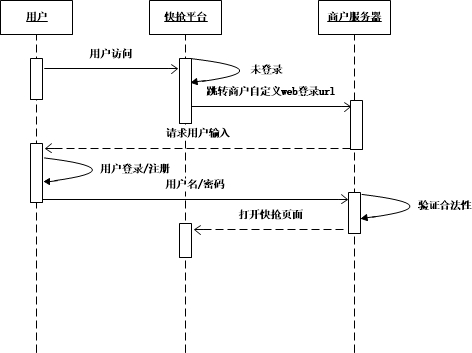 用户
快抢平台
商户服务器
用户访问
未登录
跳转商户自定义web登录url
请求用户输入
用户登录/注册
用户名/密码
验证合法性
打开快抢页面